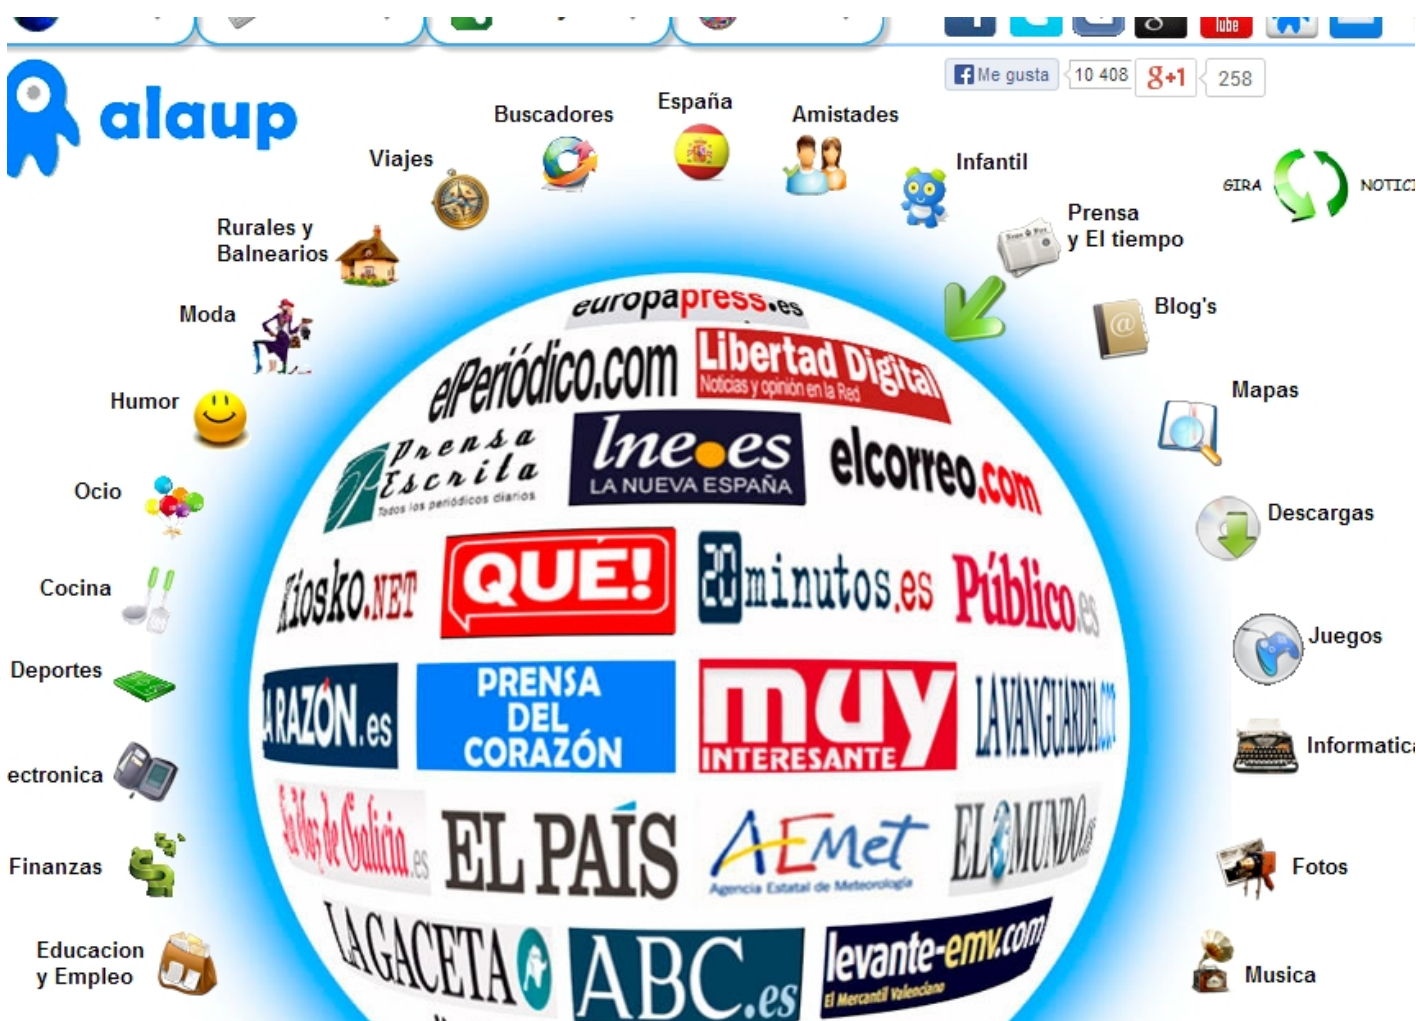 Tube
Me gusta
10 408
g+1
258
alaup
España
Buscadores
Amistades
Viajes
Infantil
GIRA
NOTICI
Prensa
y El tiempo
Rurales y
Balnearios
Moda
Blog's
europapress.es
elPeriódico.com
Libertad Digital
Noticias y opinión en la Red
Humor
Mapas
Prensa
Escrita
Todos los periódicos diarios
lne.es
LA NUEVA ESPAÑA
elcorreo.com
Ocio
Descargas
Cocina
Kiosko.NET
QUÉ!
20minutos.es
Público.es
Juegos
Deportes
LA RAZÓN.es
PRENSA
DEL
CORAZÓN
muy
INTERESANTE
LAVANGUARDIA.com
ectronica
Informatica
La Voz de Galicia.es
EL PAÍS
AEMet
Agencia Estatal de Meteorología
EL MUNDO.es
Finanzas
Fotos
LA GACETA
ABC.es
levante-emv.com
El Mercantil Valenciano
Educacion
y Empleo
Musica